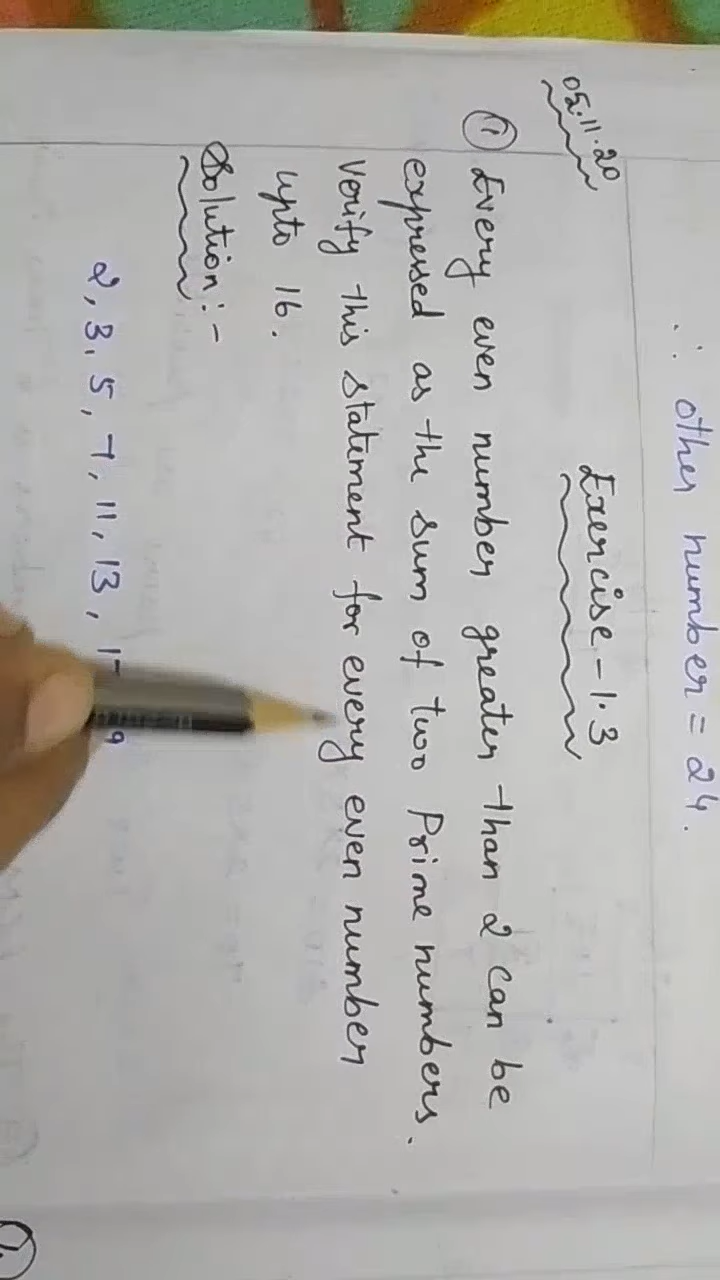 ∴ other number = 24.
Exercise - 1.3
05.11.20
① Every even number greater than 2 can be
expressed as the sum of two Prime numbers.
Verify this statement for every even number
upto 16.
Solution :-
2, 3, 5, 7, 11, 13,